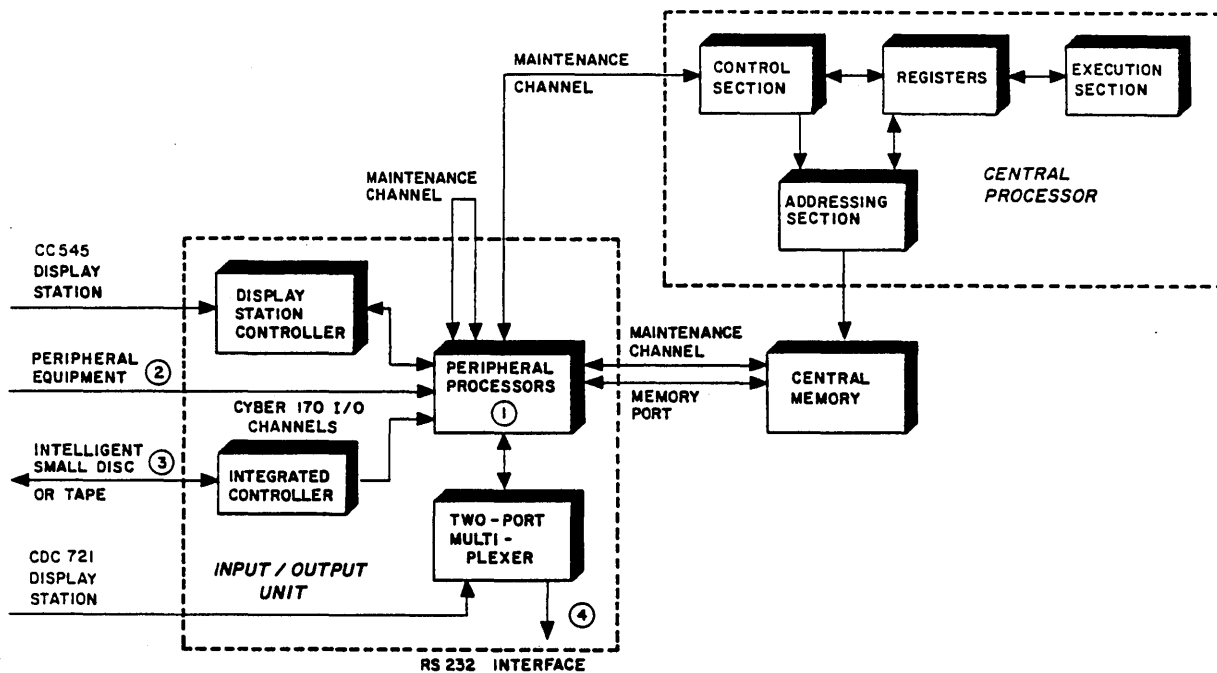 MAINTENANCE
CHANNEL
CONTROL
SECTION
REGISTERS
EXECUTION
SECTION
ADDRESSING
SECTION
CENTRAL
PROCESSOR
MAINTENANCE
CHANNEL
CC545
DISPLAY
STATION
DISPLAY
STATION
CONTROLLER
PERIPHERAL
EQUIPMENT ②
PERIPHERAL
PROCESSORS
①
MAINTENANCE
CHANNEL
MEMORY
PORT
CENTRAL
MEMORY
CYBER 170 I/O
CHANNELS
INTELLIGENT
SMALL DISC ③
OR TAPE
INTEGRATED
CONTROLLER
TWO-PORT
MULTI-
PLEXER
CDC 721
DISPLAY
STATION
INPUT / OUTPUT
UNIT
④
RS 232 INTERFACE